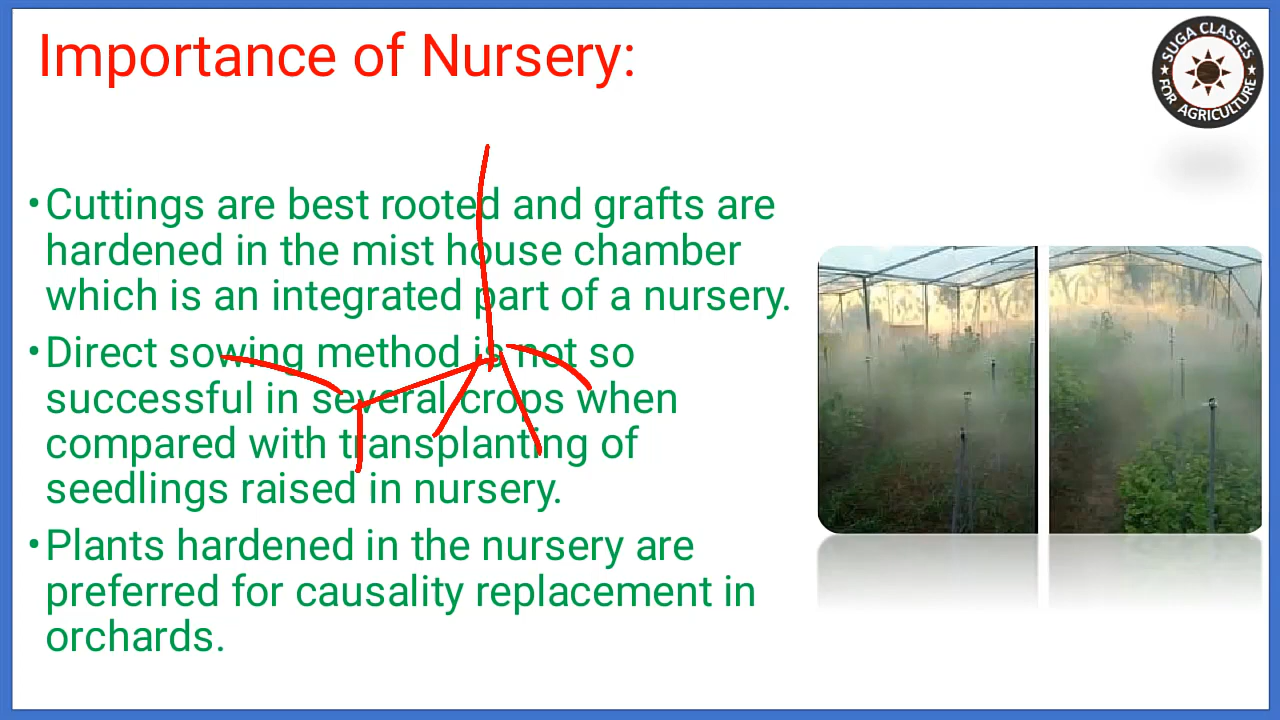 Importance of Nursery:
SUGA CLASSES
FOR AGRICULTURE
•Cuttings are best rooted and grafts are
hardened in the mist house chamber
which is an integrated part of a nursery.
•Direct sowing method is not so
successful in several crops when
compared with transplanting of
seedlings raised in nursery.
•Plants hardened in the nursery are
preferred for causality replacement in
orchards.